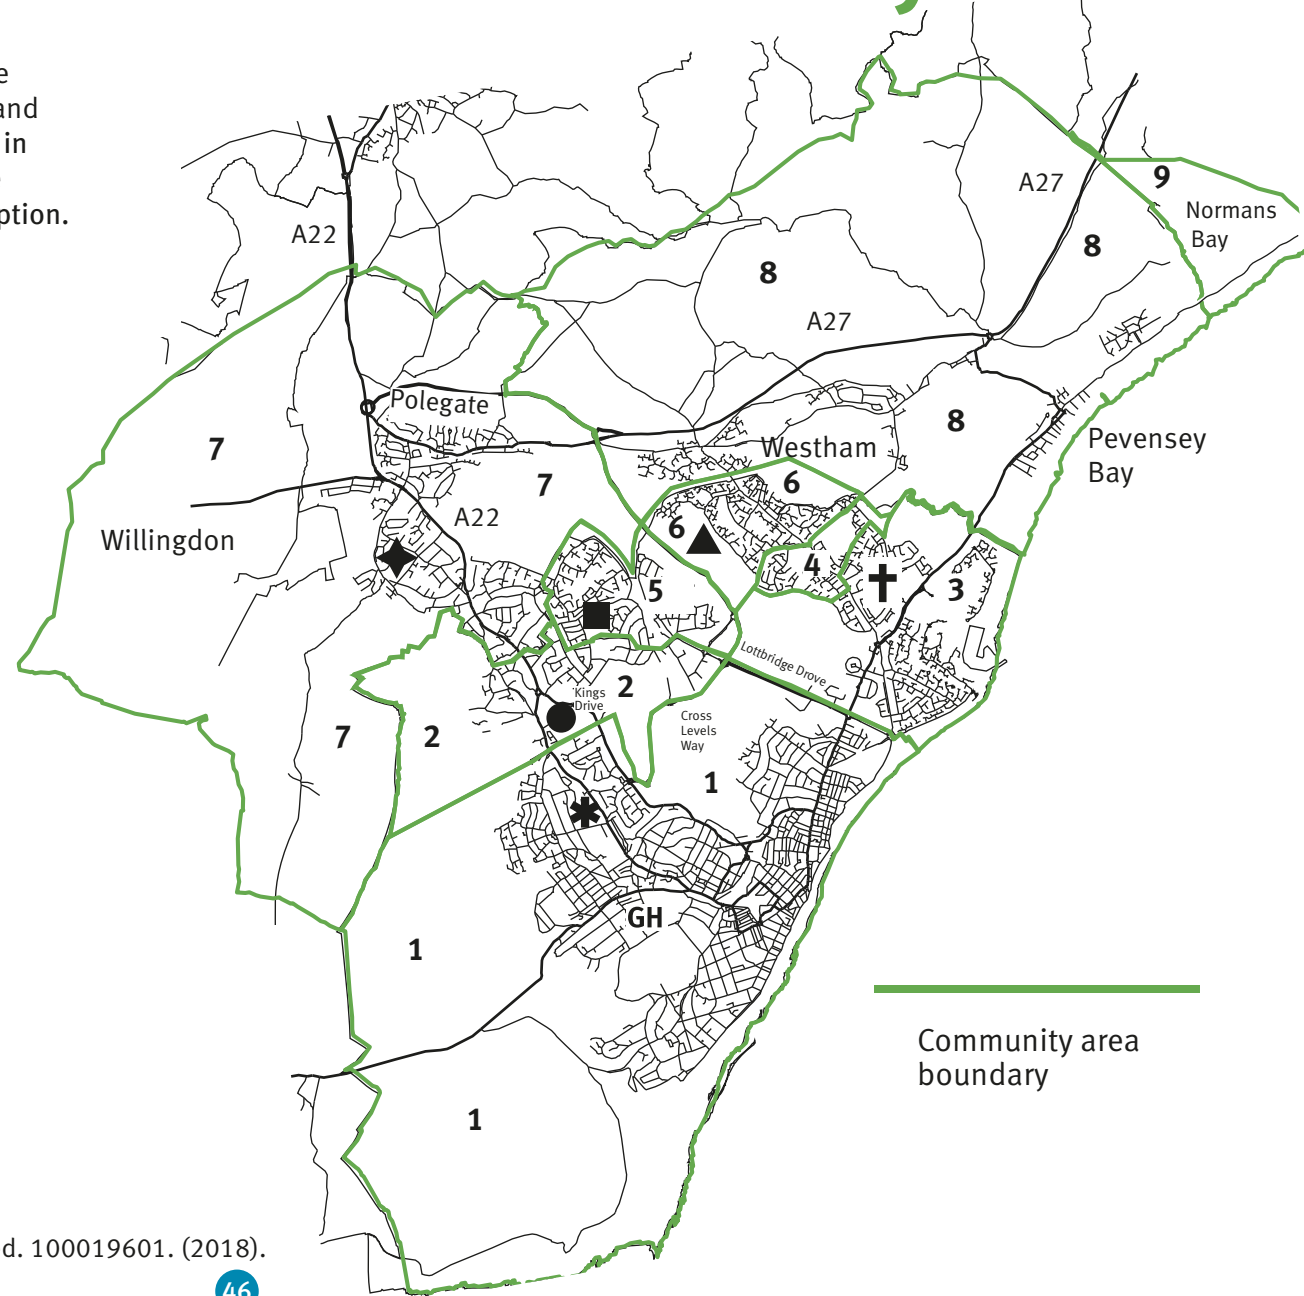 e
and
in
ption.
A22
A27
9
Normans
Bay
8
8
A27
Polegate
7
8
Westham
Pevensey
Bay
7
6
A22
6
Willingdon
4
5
3
Lottbridge Drove
2
Kings
Drive
Cross
Levels
Way
7
2
1
GH
1
Community area
boundary
1
d. 100019601. (2018).
46